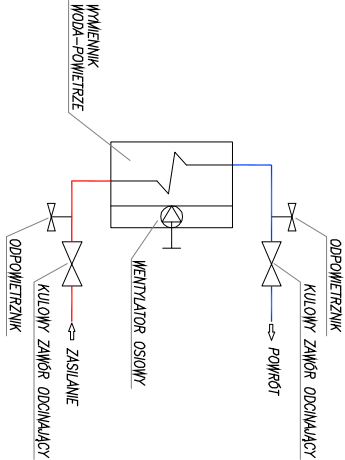 WYMIENNIK
WODA-POWIETRZE
ODPOWIETRZNIK
KULOWY ZAWÓR ODCINAJĄCY
POWRÓT
WENTYLATOR OSIOWY
ZASILANIE
KULOWY ZAWÓR ODCINAJĄCY
ODPOWIETRZNIK